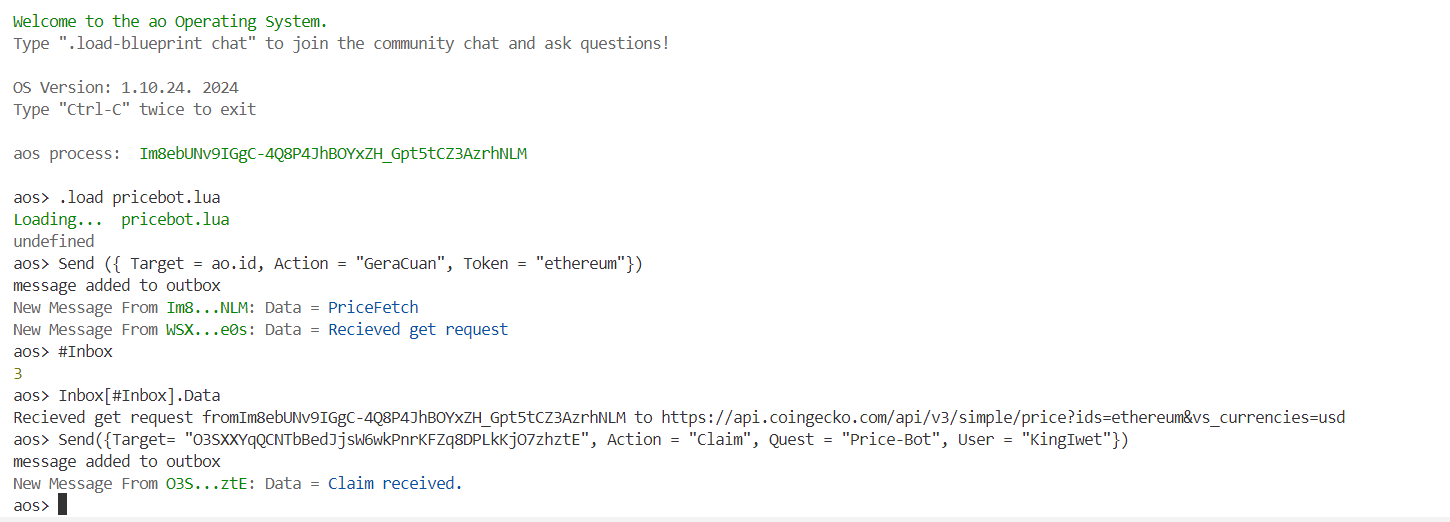 Welcome to the ao Operating System.
Type ".load-blueprint chat" to join the community chat and ask questions!
OS Version: 1.10.24. 2024
Type "Ctrl-C" twice to exit
aos process:  Im8ebUNv9IGgC-4Q8P4JhBOYxZH_Gpt5tCZ3AzrhNLM
aos> .load pricebot.lua
Loading...  pricebot.lua
undefined
aos> Send ({ Target = ao.id, Action = "GeraCuan", Token = "ethereum"})
message added to outbox
New Message From Im8...NLM: Data = PriceFetch
New Message From WSX...e0s: Data = Recieved get request
aos> #Inbox
3
aos> Inbox[#Inbox].Data
Recieved get request fromIm8ebUNv9IGgC-4Q8P4JhBOYxZH_Gpt5tCZ3AzrhNLM to https://api.coingecko.com/api/v3/simple/price?ids=ethereum&vs_currencies=usd
aos> Send({Target= "O3SXXYqQCNTbBedJjsW6wkPnrKFZq8DPLkKjO7zhztE", Action = "Claim", Quest = "Price-Bot", User = "KingIwet"})
message added to outbox
New Message From O3S...ztE: Data = Claim received.
aos>